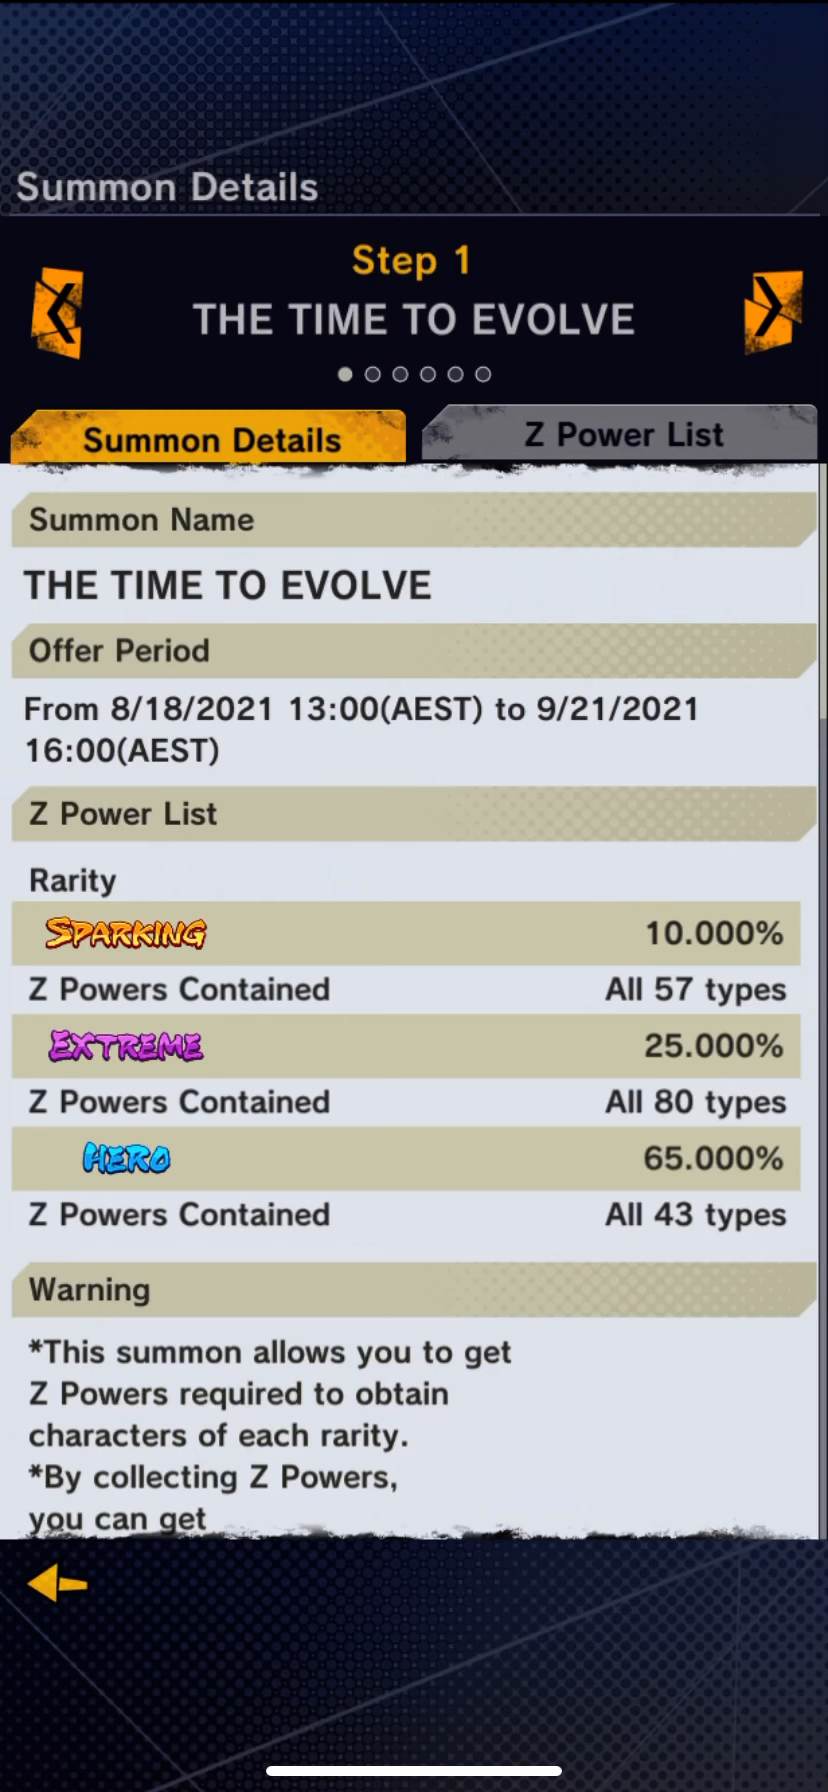 Summon Details
Step 1
THE TIME TO EVOLVE
Summon Details
Z Power List
Summon Name
THE TIME TO EVOLVE
Offer Period
From 8/18/2021 13:00(AEST) to 9/21/2021
16:00(AEST)
Z Power List
Rarity
SPARKING 10.000%
Z Powers Contained All 57 types
EXTREME 25.000%
Z Powers Contained All 80 types
HERO 65.000%
Z Powers Contained All 43 types
Warning
*This summon allows you to get
Z Powers required to obtain
characters of each rarity.
*By collecting Z Powers,
you can get